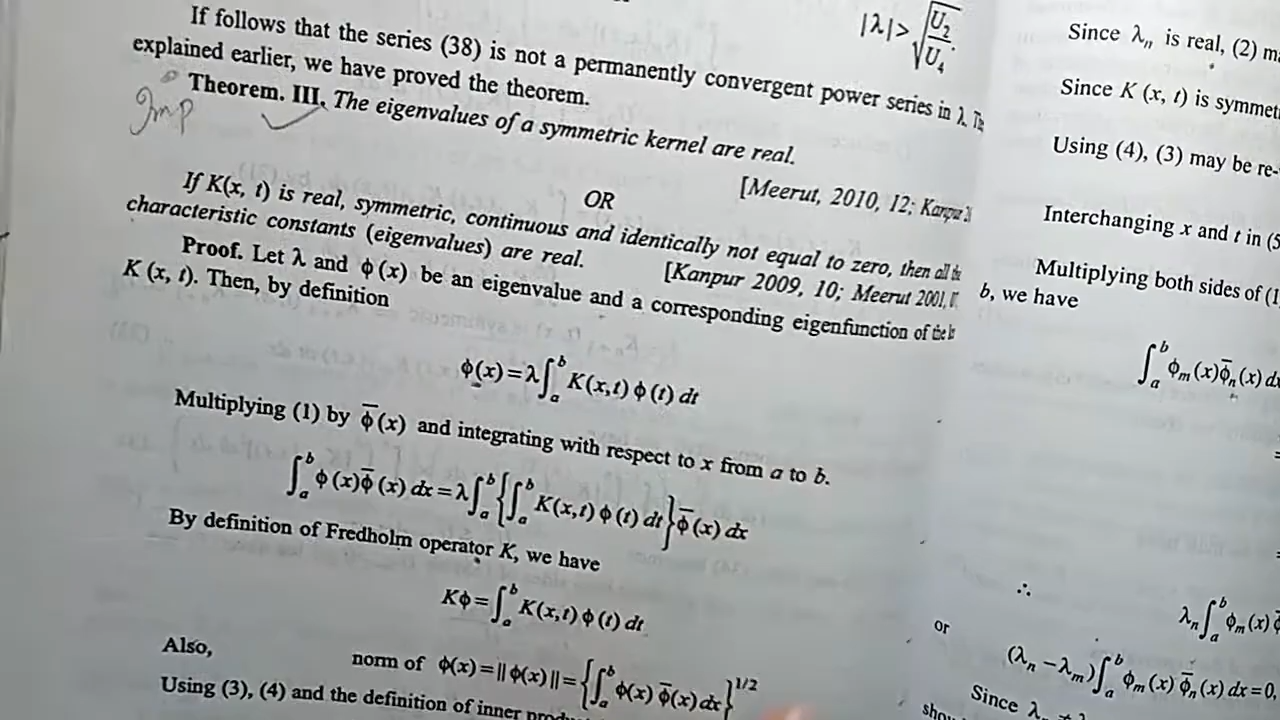 |λ| > √(U₂/U₄).
If follows that the series (38) is not a permanently convergent power series in λ.
explained earlier, we have proved the theorem.
Imp
Theorem. III. The eigenvalues of a symmetric kernel are real.
[Meerut, 2010, 12; Kanpur
OR
If K(x, t) is real, symmetric, continuous and identically not equal to zero, then all the
characteristic constants (eigenvalues) are real.
[Kanpur 2009, 10; Meerut 2001,
Proof. Let λ and ϕ(x) be an eigenvalue and a corresponding eigenfunction of the
K (x, t). Then, by definition
ϕ(x) = λ∫ₐᵇ K(x,t) ϕ(t) dt
Multiplying (1) by ϕ̄(x) and integrating with respect to x from a to b.
∫ₐᵇ ϕ(x)ϕ̄(x) dx = λ∫ₐᵇ {∫ₐᵇ K(x,t) ϕ(t) dt} ϕ̄(x) dx
By definition of Fredholm operator K, we have
Kϕ = ∫ₐᵇ K(x,t) ϕ(t) dt
Also, norm of ϕ(x) = || ϕ(x) || = {∫ₐᵇ ϕ(x) ϕ̄(x) dx}^1/2
Using (3), (4) and the definition of inner
Since λₙ is real, (2)
Since K (x, t) is
Using (4), (3) may be re-
Interchanging x and t in
Multiplying both sides of
b, we have
∫ₐᵇ ϕₘ(x)ϕ̄ₙ(x)
∴ λₙ∫ₐᵇ ϕₘ(x)
or (λₙ − λₘ)∫ₐᵇ ϕₘ(x) ϕ̄ₙ(x) dx = 0,
Since